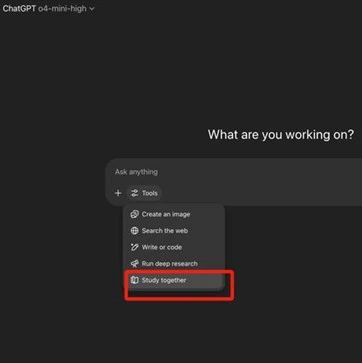 ChatGPT o4-mini-high
What are you working on?
Ask anything
Tools
Create an image
Search the web
Write or code
Run deep research
Study together